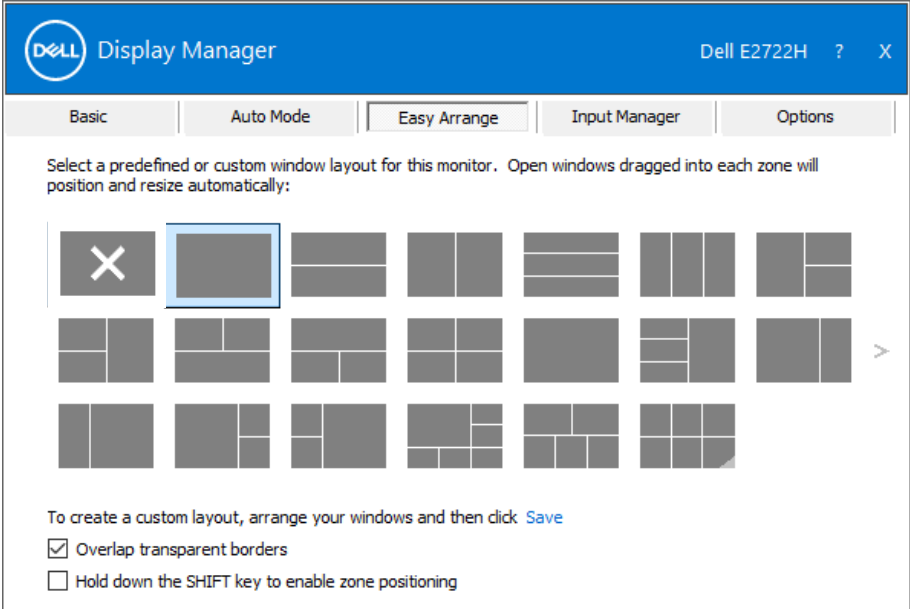 DELL Display Manager Dell E2722H ? X
Basic Auto Mode Easy Arrange Input Manager Options
Select a predefined or custom window layout for this monitor. Open windows dragged into each zone will
position and resize automatically:
>
To create a custom layout, arrange your windows and then click Save
Overlap transparent borders
Hold down the SHIFT key to enable zone positioning